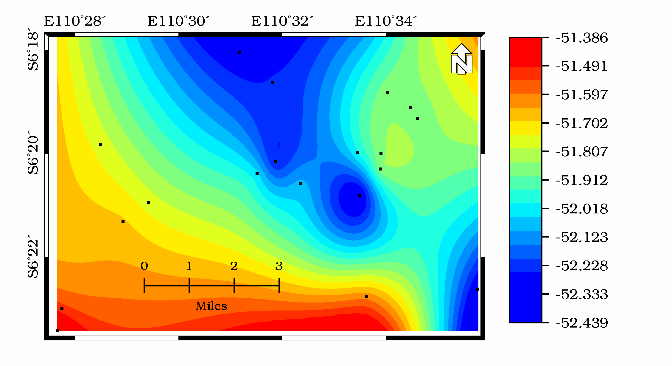 E110°28′ E110°30′ E110°32′ E110°34′
S6°18′
S6°20′
S6°22′
N
0 1 2 3
Miles
-51.386
-51.491
-51.597
-51.702
-51.807
-51.912
-52.018
-52.123
-52.228
-52.333
-52.439